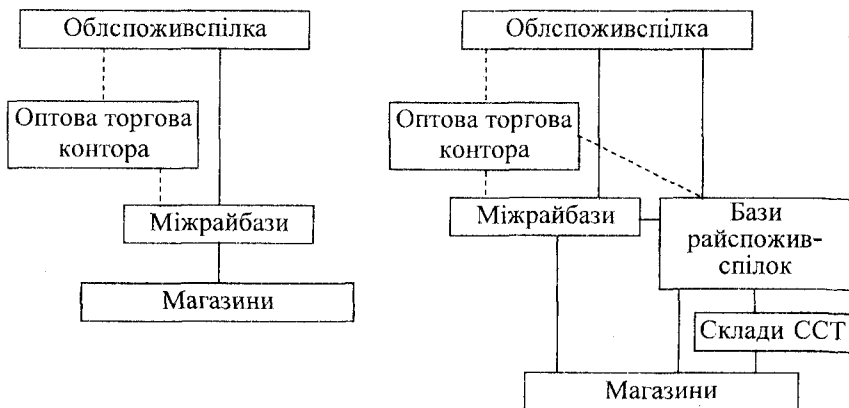 Облспоживспілка
Оптова торгова
контора
Міжрайбази
Магазини
Облспоживспілка
Оптова торгова
контора
Міжрайбази
Бази
райспожив-
спілок
Склади ССТ
Магазини